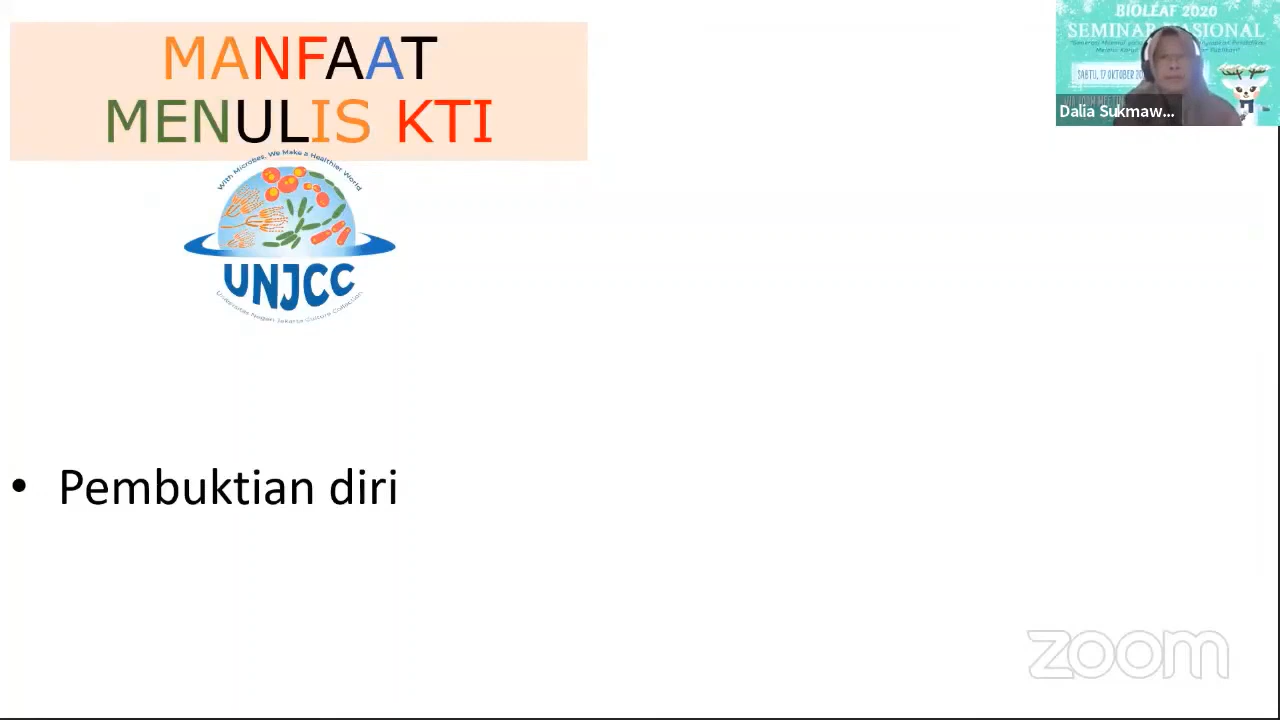 MANFAAT
MENULIS KTI
With Microbes, We Make a Healthier World
UNJCC
Universitas Negeri Jakarta Culture Collection
• Pembuktian diri
BIOLEAF 2020
SEMINAR NASIONAL
SABTU, 17 OKTOBER
Dalia Sukmaw...
zoom